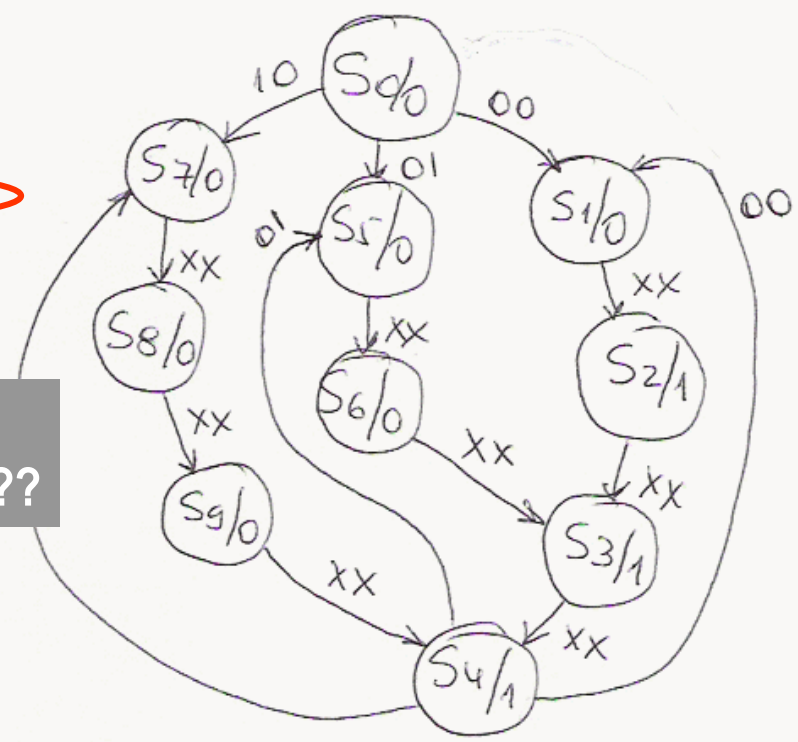 S0/0
10
00
01
S7/0
S5/0
S1/0
00
01
XX
XX
XX
S8/0
S6/0
S2/1
XX
XX
XX
??
S9/0
S3/1
XX
XX
S4/1